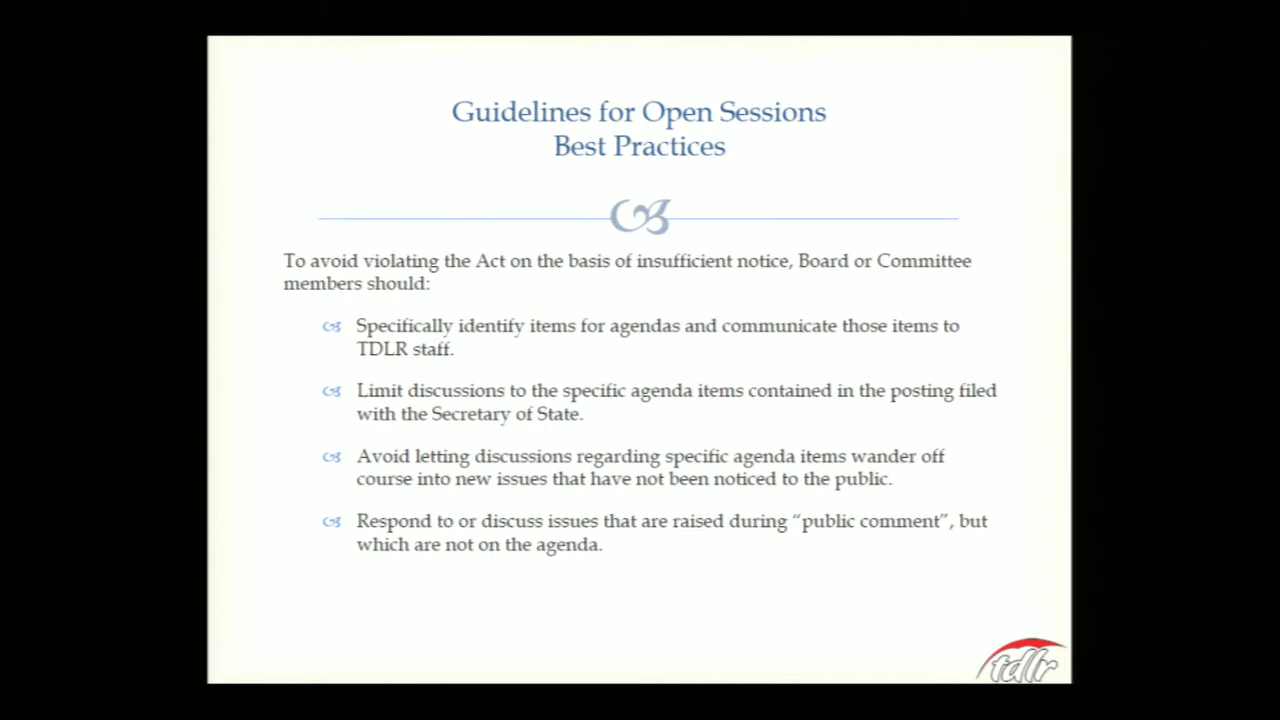 Guidelines for Open Sessions
Best Practices
To avoid violating the Act on the basis of insufficient notice, Board or Committee
members should:
Specifically identify items for agendas and communicate those items to
TDLR staff.
Limit discussions to the specific agenda items contained in the posting filed
with the Secretary of State.
Avoid letting discussions regarding specific agenda items wander off
course into new issues that have not been noticed to the public.
Respond to or discuss issues that are raised during “public comment”, but
which are not on the agenda.
tdlr